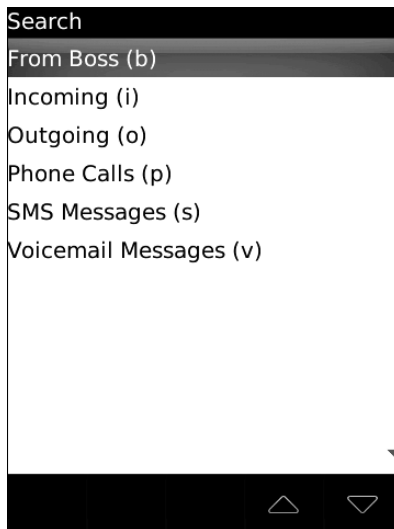 Search
From Boss (b)
Incoming (i)
Outgoing (o)
Phone Calls (p)
SMS Messages (s)
Voicemail Messages (v)